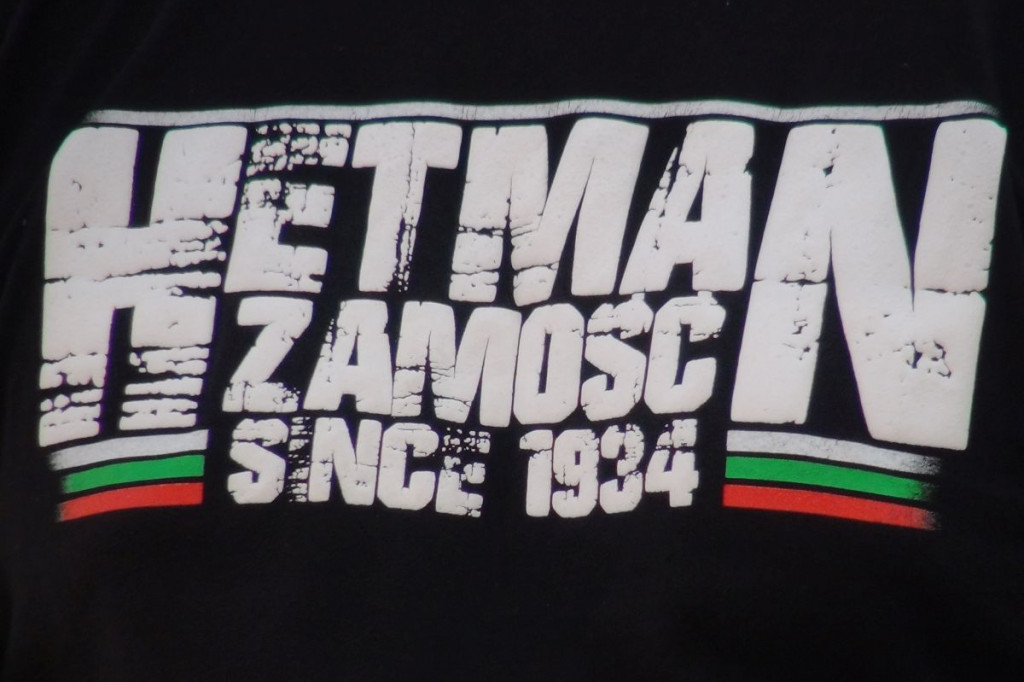 HETMAN
ZAMOŚĆ
SINCE 1934